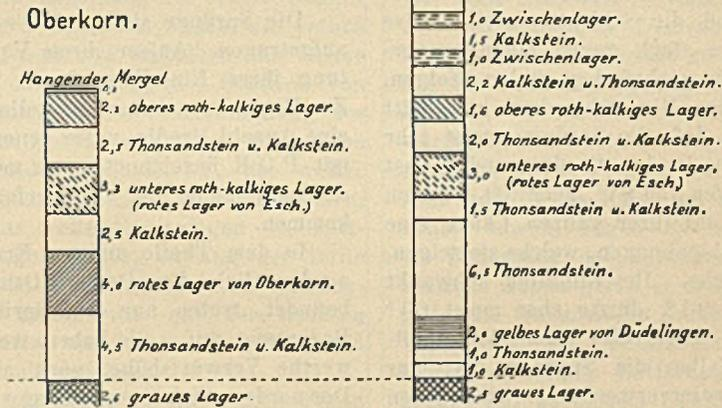 Oberkorn.
Hangender Mergel
2,2 oberes roth-kalkiges Lager.
2,5 Thonsandstein u. Kalkstein.
3,3 unteres roth-kalkiges Lager.
(rotes Lager von Esch.)
2,5 Kalkstein.
4,0 rotes Lager von Oberkorn.
4,5 Thonsandstein u. Kalkstein.
graues Lager
1,0 Zwischenlager.
1,5 Kalkstein.
1,0 Zwischenlager.
2,2 Kalkstein u. Thonsandstein.
1,6 oberes roth-kalkiges Lager.
2,0 Thonsandstein u. Kalkstein.
3,0 unteres roth-kalkiges Lager.
(rotes Lager von Esch.)
1,5 Thonsandstein u. Kalkstein.
6,5 Thonsandstein.
2,0 gelbes Lager von Düdelingen.
1,0 Thonsandstein.
1,0 Kalkstein.
2,5 graues Lager.